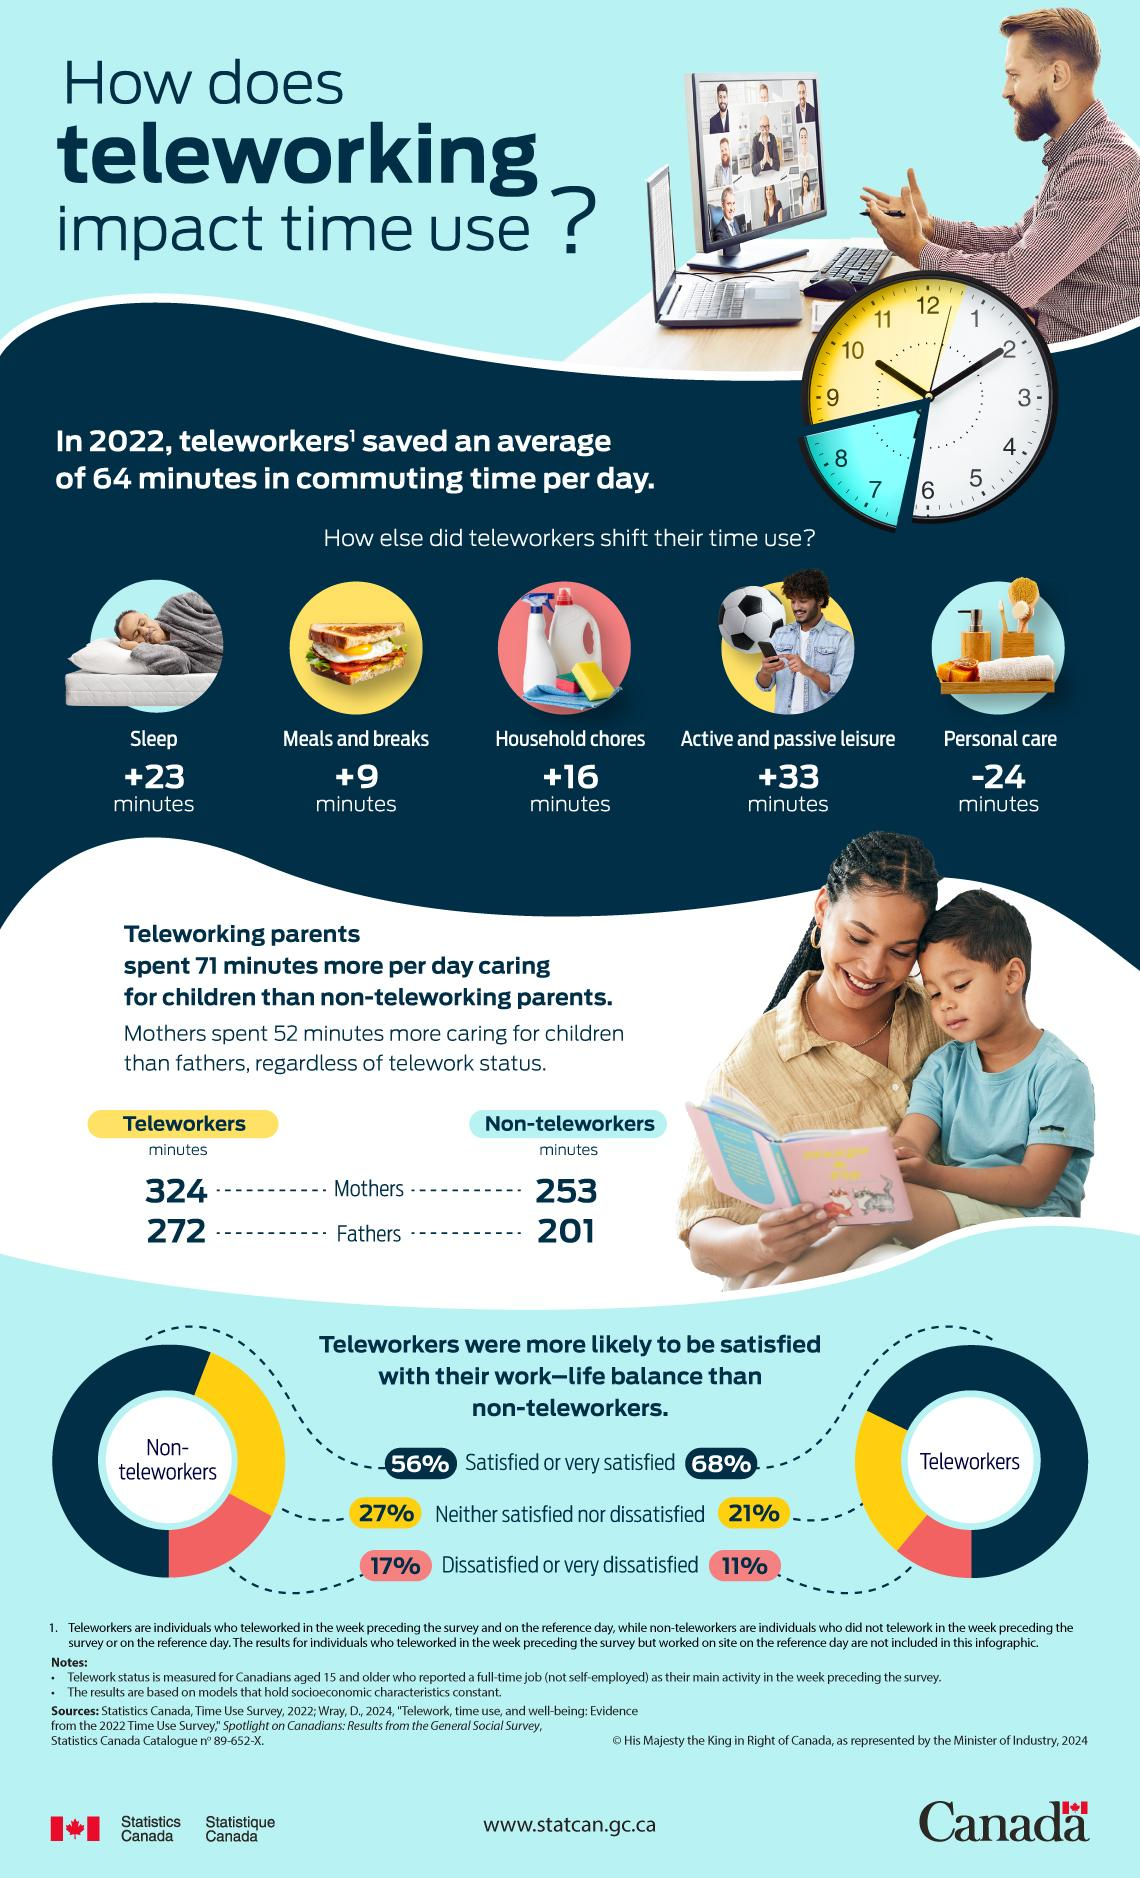 How does
teleworking
impact time use ?
12
1
2
3
4
5
6
7
8
9
10
11
In 2022, teleworkers¹ saved an average
of 64 minutes in commuting time per day.
How else did teleworkers shift their time use?
Sleep
+23
minutes
Meals and breaks
+9
minutes
Household chores
+16
minutes
Active and passive leisure
+33
minutes
Personal care
-24
minutes
Teleworking parents
spent 71 minutes more per day caring
for children than non-teleworking parents.
Mothers spent 52 minutes more caring for children
than fathers, regardless of telework status.
Teleworkers Non-teleworkers
minutes minutes
324 Mothers 253
272 Fathers 201
Teleworkers were more likely to be satisfied
with their work–life balance than
non-teleworkers.
Non-
teleworkers
Teleworkers
56% Satisfied or very satisfied 68%
27% Neither satisfied nor dissatisfied 21%
17% Dissatisfied or very dissatisfied 11%
1. Teleworkers are individuals who teleworked in the week preceding the survey and on the reference day, while non-teleworkers are individuals who did not telework in the week preceding the
survey or on the reference day. The results for individuals who teleworked in the week preceding the survey but worked on site on the reference day are not included in this infographic.
Notes:
• Telework status is measured for Canadians aged 15 and older who reported a full-time job (not self-employed) as their main activity in the week preceding the survey.
• The results are based on models that hold socioeconomic characteristics constant.
Sources: Statistics Canada, Time Use Survey, 2022; Wray, D., 2024, "Telework, time use, and well-being: Evidence
from the 2022 Time Use Survey," Spotlight on Canadians: Results from the General Social Survey,
Statistics Canada Catalogue nº 89-652-X.
© His Majesty the King in Right of Canada, as represented by the Minister of Industry, 2024
Statistics Statistique
Canada Canada
www.statcan.gc.ca
Canada